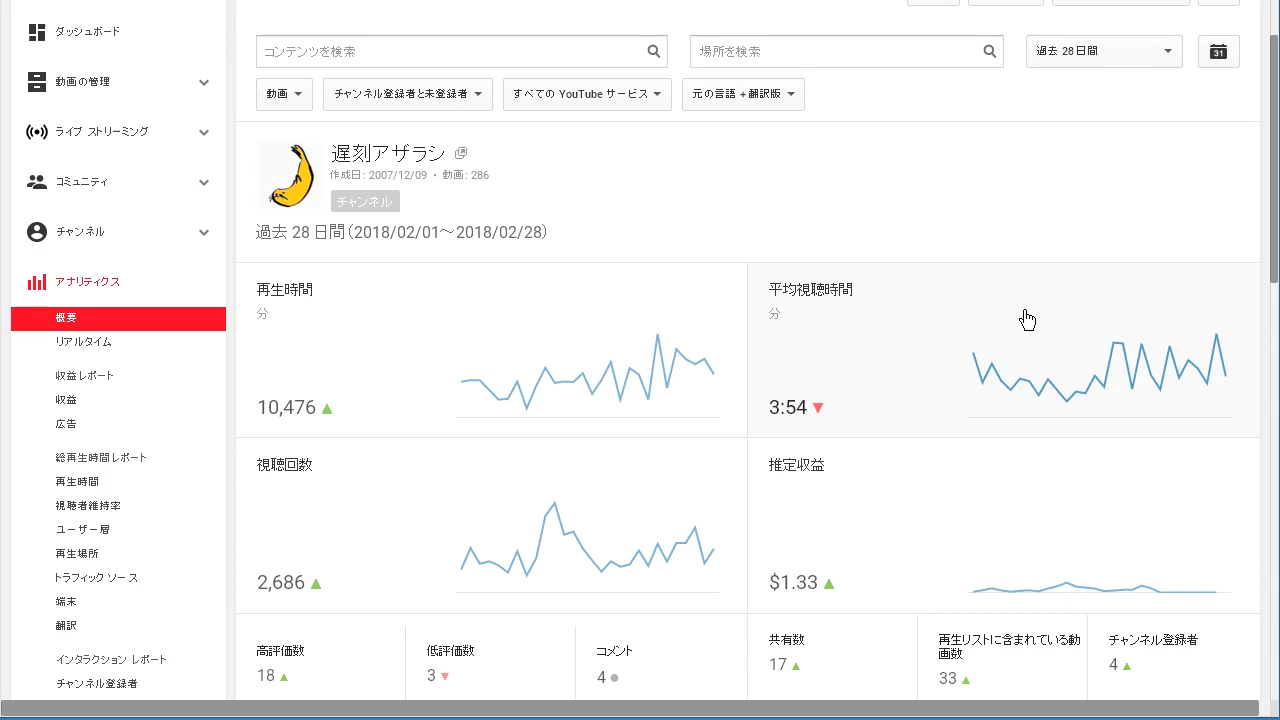 ダッシュボード
動画の管理
ライブ ストリーミング
コミュニティ
チャンネル
アナリティクス
概要
リアルタイム
収益レポート
収益
広告
総再生時間レポート
再生時間
視聴者維持率
ユーザー層
再生場所
トラフィック ソース
端末
翻訳
インタラクション レポート
チャンネル登録者
コンテンツを検索
場所を検索
過去 28日間
31
動画
チャンネル登録者と未登録者
すべての YouTube サービス
元の言語 + 翻訳版
遅刻アザラシ
作成日: 2007/12/09 • 動画: 286
チャンネル
過去 28 日間(2018/02/01～2018/02/28)
再生時間
分
10,476
平均視聴時間
分
3:54
視聴回数
2,686
推定収益
$1.33
高評価数
18
低評価数
3
コメント
4
共有数
17
再生リストに含まれている動
画数
33
チャンネル登録者
4